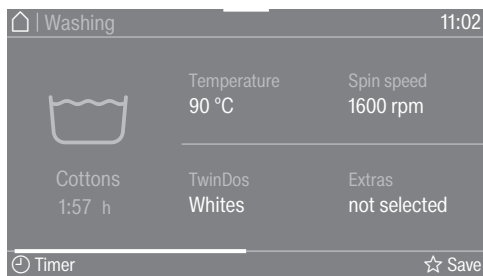 | Washing 11:02
Temperature Spin speed
90 °C 1600 rpm
Cottons TwinDos Extras
1:57 h Whites not selected
Timer Save